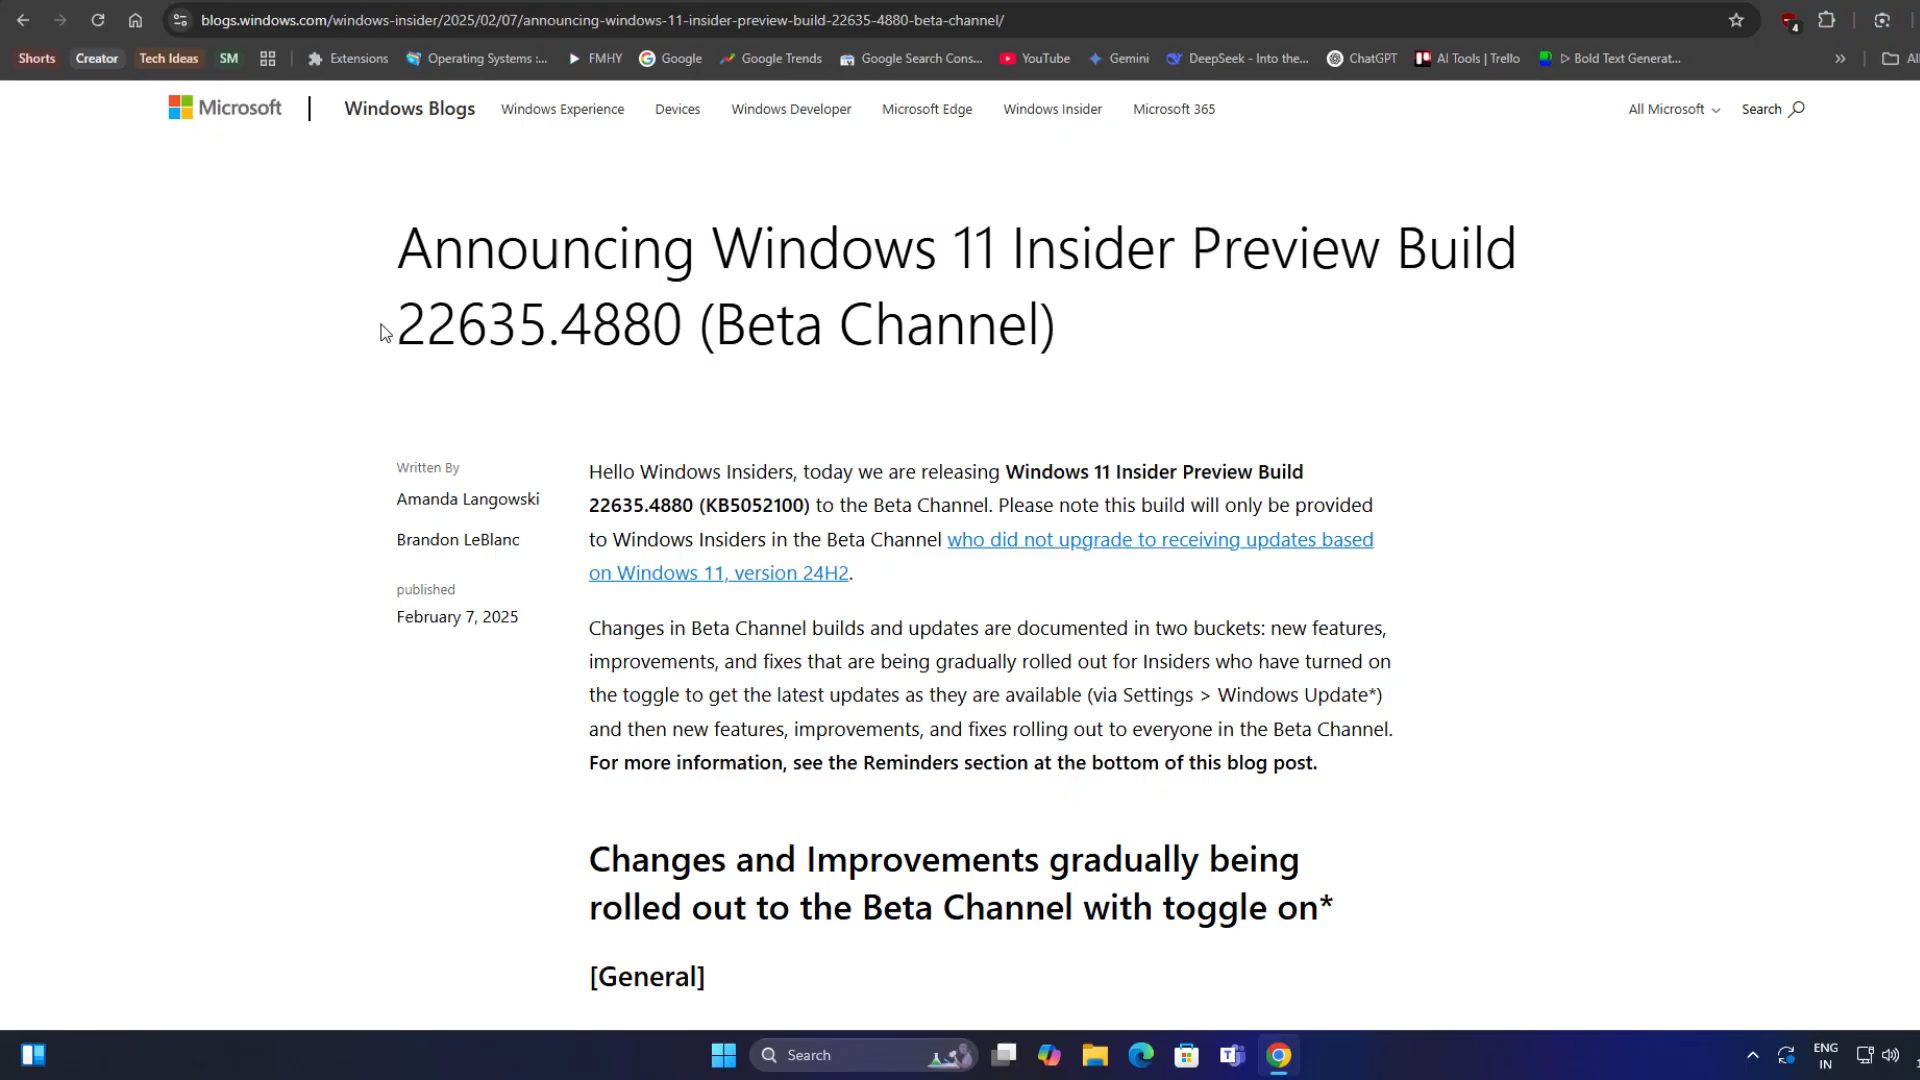 blogs.windows.com/windows-insider/2025/02/07/announcing-windows-11-insider-preview-build-22635-4880-beta-channel/
4
Shorts Creator Tech Ideas SM Extensions Operating Systems :... FMHY Google Google Trends Google Search Cons... YouTube Gemini DeepSeek - Into the... ChatGPT AI Tools | Trello ▷ Bold Text Generat... » All
Microsoft | Windows Blogs Windows Experience Devices Windows Developer Microsoft Edge Windows Insider Microsoft 365 All Microsoft Search
Announcing Windows 11 Insider Preview Build
22635.4880 (Beta Channel)
Written By
Amanda Langowski
Brandon LeBlanc
published
February 7, 2025
Hello Windows Insiders, today we are releasing Windows 11 Insider Preview Build
22635.4880 (KB5052100) to the Beta Channel. Please note this build will only be provided
to Windows Insiders in the Beta Channel who did not upgrade to receiving updates based
on Windows 11, version 24H2.
Changes in Beta Channel builds and updates are documented in two buckets: new features,
improvements, and fixes that are being gradually rolled out for Insiders who have turned on
the toggle to get the latest updates as they are available (via Settings > Windows Update*)
and then new features, improvements, and fixes rolling out to everyone in the Beta Channel.
For more information, see the Reminders section at the bottom of this blog post.
Changes and Improvements gradually being
rolled out to the Beta Channel with toggle on*
[General]
Search
ENG
IN